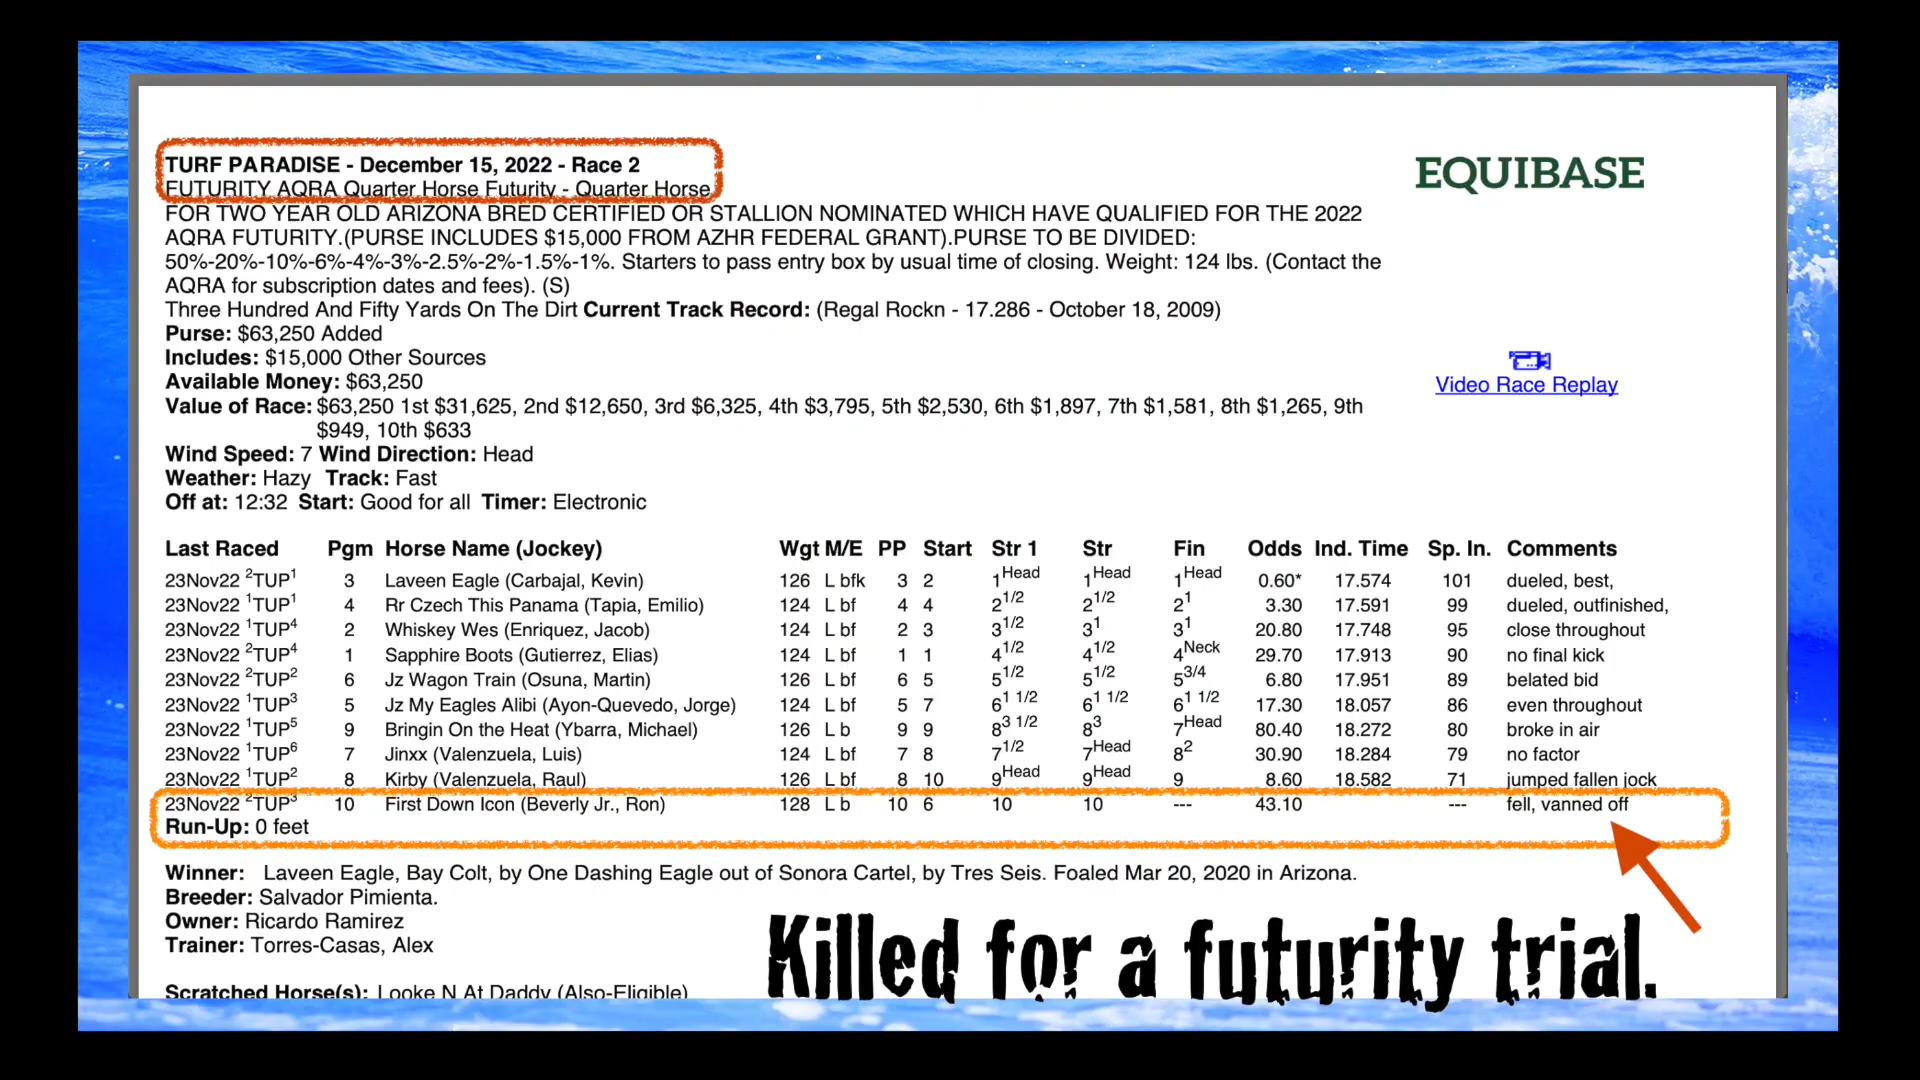 TURF PARADISE - December 15, 2022 - Race 2
EQUIBASE
FUTURITY AQRA Quarter Horse Futurity - Quarter Horse
FOR TWO YEAR OLD ARIZONA BRED CERTIFIED OR STALLION NOMINATED WHICH HAVE QUALIFIED FOR THE 2022
AQRA FUTURITY.(PURSE INCLUDES $15,000 FROM AZHR FEDERAL GRANT).PURSE TO BE DIVIDED:
50%-20%-10%-6%-4%-3%-2.5%-2%-1.5%-1%. Starters to pass entry box by usual time of closing. Weight: 124 lbs. (Contact the
AQRA for subscription dates and fees). (S)
Three Hundred And Fifty Yards On The Dirt Current Track Record: (Regal Rockn - 17.286 - October 18, 2009)
Purse: $63,250 Added
Includes: $15,000 Other Sources
Available Money: $63,250
Video Race Replay
Value of Race: $63,250 1st $31,625, 2nd $12,650, 3rd $6,325, 4th $3,795, 5th $2,530, 6th $1,897, 7th $1,581, 8th $1,265, 9th
$949, 10th $633
Wind Speed: 7 Wind Direction: Head
Weather: Hazy Track: Fast
Off at: 12:32 Start: Good for all Timer: Electronic
Last Raced Pgm Horse Name (Jockey) Wgt M/E PP Start Str 1 Str Fin Odds Ind. Time Sp. In. Comments
23Nov22 2TUP1 3 Laveen Eagle (Carbajal, Kevin) 126 L bfk 3 2 1Head 1Head 1Head 0.60* 17.574 101 dueled, best,
23Nov22 1TUP1 4 Rr Czech This Panama (Tapia, Emilio) 124 L bf 4 4 21/2 21/2 21 3.30 17.591 99 dueled, outfinished,
23Nov22 1TUP4 2 Whiskey Wes (Enriquez, Jacob) 124 L bf 2 3 31/2 31 31 20.80 17.748 95 close throughout
23Nov22 2TUP4 1 Sapphire Boots (Gutierrez, Elias) 124 L bf 1 1 41/2 41/2 4Neck 29.70 17.913 90 no final kick
23Nov22 2TUP2 6 Jz Wagon Train (Osuna, Martin) 126 L bf 6 5 51/2 51/2 53/4 6.80 17.951 89 belated bid
23Nov22 1TUP3 5 Jz My Eagles Alibi (Ayon-Quevedo, Jorge) 124 L bf 5 7 61 1/2 61 1/2 61 1/2 17.30 18.057 86 even throughout
23Nov22 1TUP5 9 Bringin On the Heat (Ybarra, Michael) 126 L b 9 9 83 1/2 83 7Head 80.40 18.272 80 broke in air
23Nov22 1TUP6 7 Jinxx (Valenzuela, Luis) 124 L bf 7 8 71/2 7Head 82 30.90 18.284 79 no factor
23Nov22 1TUP2 8 Kirby (Valenzuela, Raul) 126 L bf 8 10 9Head 9Head 9 8.60 18.582 71 jumped fallen jock
23Nov22 2TUP3 10 First Down Icon (Beverly Jr., Ron) 128 L b 10 6 10 10 --- 43.10 --- fell, vanned off
Run-Up: 0 feet
Winner: Laveen Eagle, Bay Colt, by One Dashing Eagle out of Sonora Cartel, by Tres Seis. Foaled Mar 20, 2020 in Arizona.
Breeder: Salvador Pimienta.
Owner: Ricardo Ramirez
Trainer: Torres-Casas, Alex
Killed for a futurity trial.
Scratched Horse(s): Looke N At Daddy (Also-Eligible)